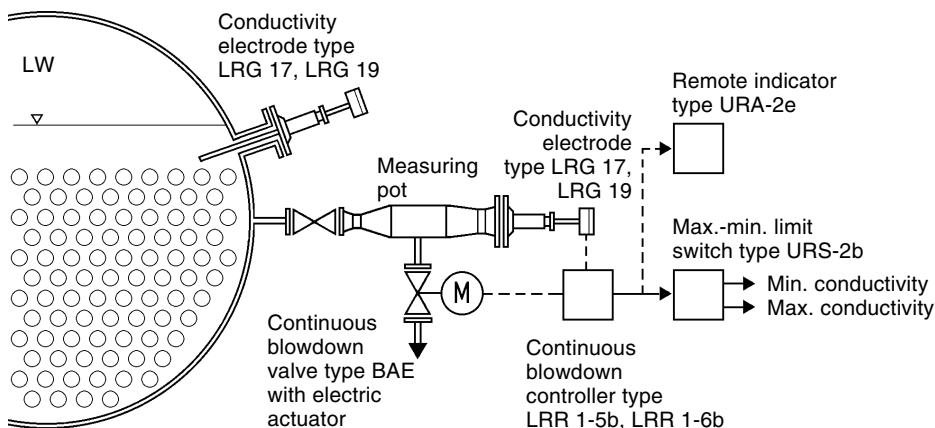 Conductivity
electrode type
LRG 17, LRG 19
LW
Remote indicator
type URA-2e
Conductivity
electrode
type LRG 17,
LRG 19
Measuring
pot
Max.-min. limit
switch type URS-2b
Min. conductivity
Max. conductivity
M
Continuous
blowdown
valve type BAE
with electric
actuator
Continuous
blowdown
controller type
LRR 1-5b, LRR 1-6b